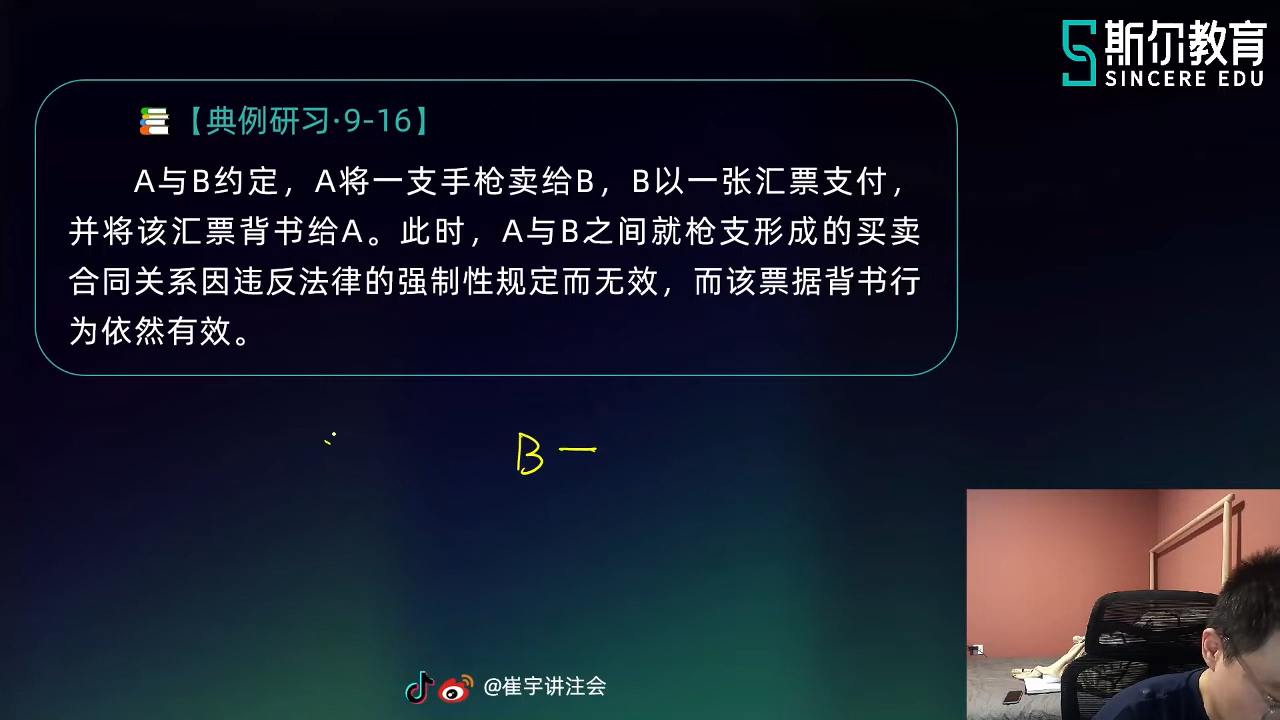 斯尔教育
SINCERE EDU
【典例研习·9-16】
A与B约定，A将一支手枪卖给B，B以一张汇票支付，
并将该汇票背书给A。此时，A与B之间就枪支形成的买卖
合同关系因违反法律的强制性规定而无效，而该票据背书行
为依然有效。
B一
@崔宇讲注会